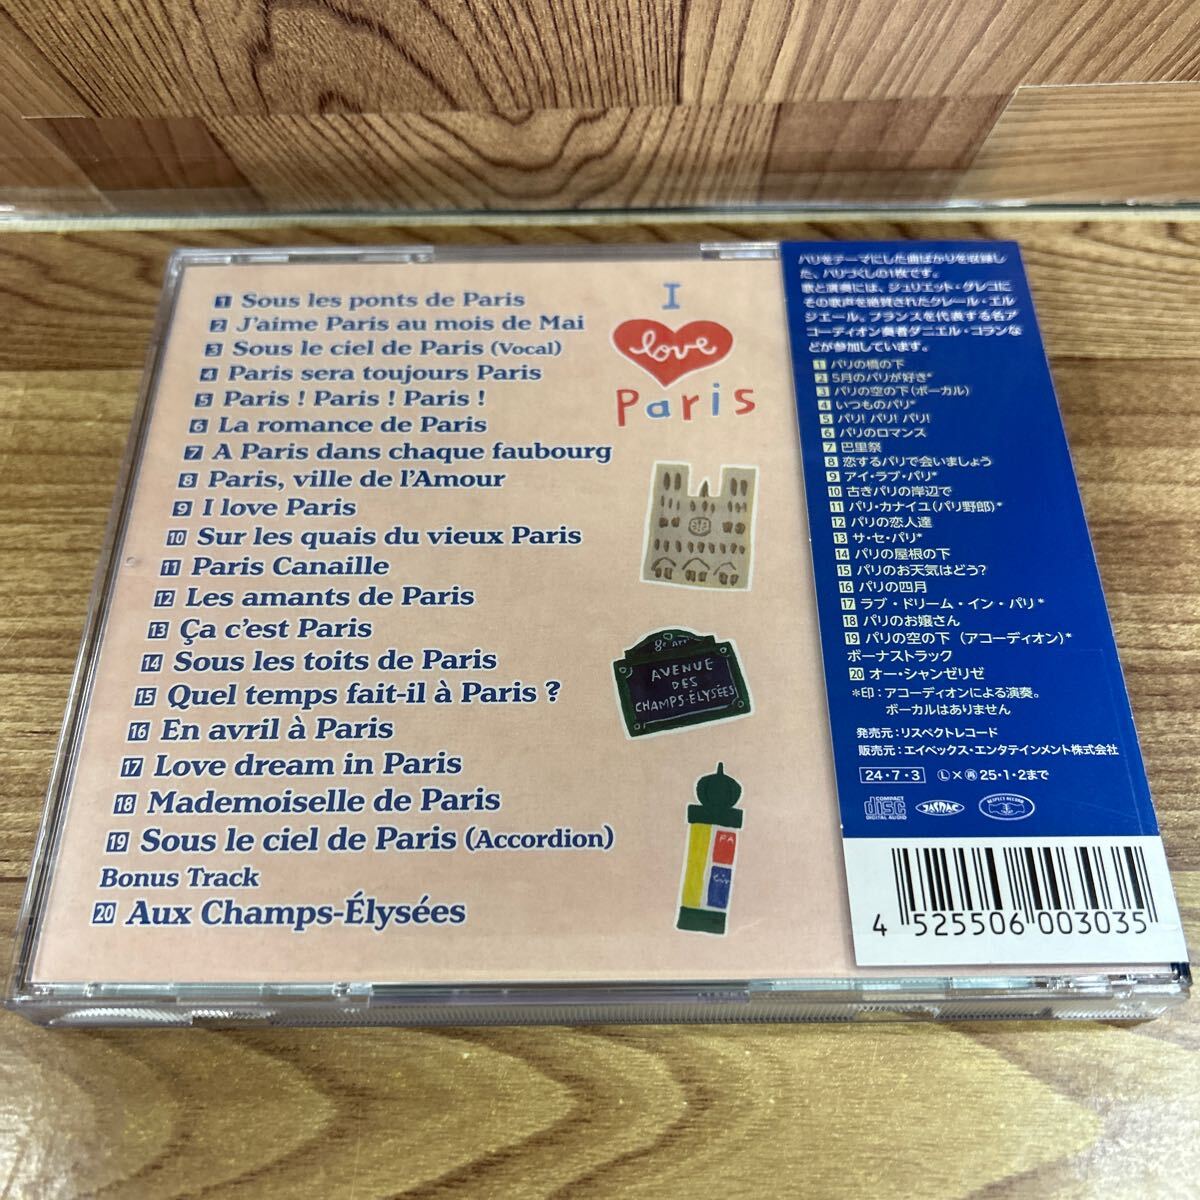 1 Sous les ponts de Paris
2 J'aime Paris au mois de Mai
3 Sous le ciel de Paris (Vocal)
4 Paris sera toujours Paris
5 Paris ! Paris ! Paris !
6 La romance de Paris
7 A Paris dans chaque faubourg
8 Paris, ville de l'Amour
9 I love Paris
10 Sur les quais du vieux Paris
11 Paris Canaille
12 Les amants de Paris
13 Ça c'est Paris
14 Sous les toits de Paris
15 Quel temps fait-il à Paris ?
16 En avril à Paris
17 Love dream in Paris
18 Mademoiselle de Paris
19 Sous le ciel de Paris (Accordion)
Bonus Track
20 Aux Champs-Élysées
I
love
Paris
AVENUE
DES
CHAMPS-ÉLYSÉES
パリをテーマにした曲ばかりを収録し
た、パリづくしの1枚です。
歌と演奏には、ジュリエット・グレコに
その歌声を絶賛されたクレール・エル
ジエール。フランスを代表する名ア
コーディオン奏者ダニエル・コランな
どが参加しています。
1 パリの橋の下
2 5月のパリが好き*
3 パリの空の下(ボーカル)
4 いつものパリ*
5 パリ! パリ! パリ!
6 パリのロマンス
7 巴里祭
8 恋するパリで会いましょう
9 アイ・ラブ・パリ*
10 古きパリの岸辺で
11 パリ・カナイユ(パリ野郎)*
12 パリの恋人達
13 サ・セ・パリ*
14 パリの屋根の下
15 パリのお天気はどう?
16 パリの四月
17 ラブ・ドリーム・イン・パリ*
18 パリのお嬢さん
19 パリの空の下 (アコーディオン)*
ボーナストラック
20 オー・シャンゼリゼ
*印:アコーディオンによる演奏。
ボーカルはありません
発売元:リスペクトレコード
販売元:エイベックス・エンタテインメント株式会社
24・7・3 Ⓛ×㊞25・1・2まで
COMPACT disc DIGITAL AUDIO JASRAC RESPECT RECORD
4 525506 003035